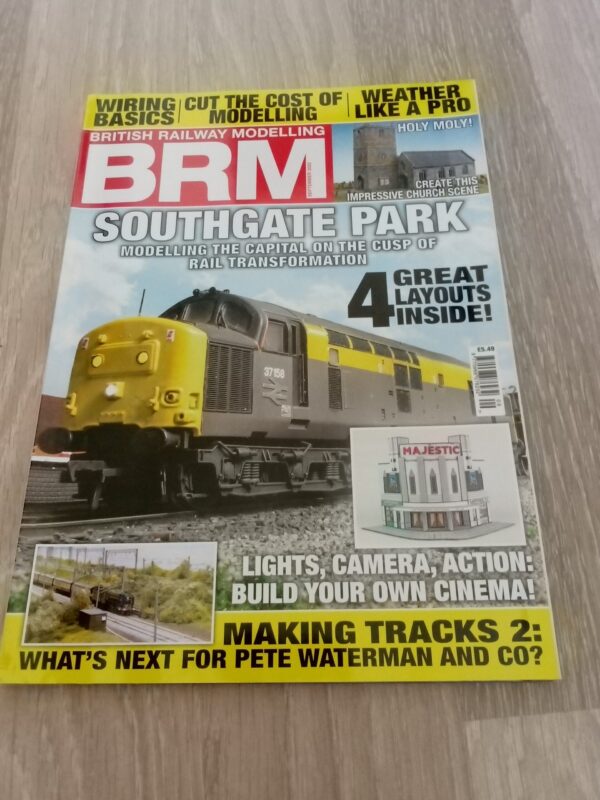 WIRING BASICS
CUT THE COST OF MODELLING
WEATHER LIKE A PRO
BRITISH RAILWAY MODELLING
BRM
HOLY MOLY!
CREATE THIS
IMPRESSIVE CHURCH SCENE
SOUTHGATE PARK
MODELLING THE CAPITAL ON THE CUSP OF
RAIL TRANSFORMATION
4 GREAT
LAYOUTS
INSIDE!
£5.49
37158
MAJESTIC
LIGHTS, CAMERA, ACTION:
BUILD YOUR OWN CINEMA!
MAKING TRACKS 2:
WHAT'S NEXT FOR PETE WATERMAN AND CO?